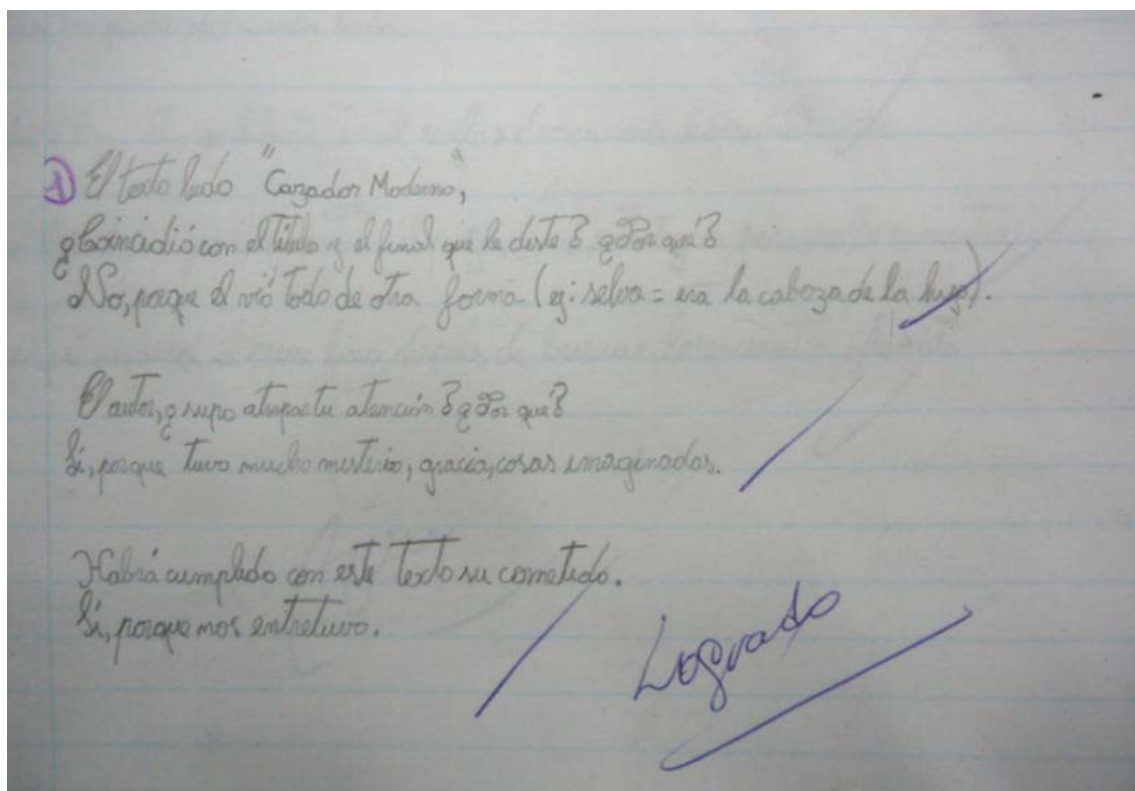 ① El texto leído "Cazador Moderno",
¿Coincidió con el título y el final que le diste? ¿Por qué?
No, porque el vió todo de otra forma (ej: selva = era la cabeza de la hija).
El autor, ¿supo atrapar tu atención? ¿Por qué?
Sí, porque tuvo mucho misterio, gracia, cosas imaginadas.
Habrá cumplido con este texto su cometido.
Sí, porque nos entretuvo.
Logrado